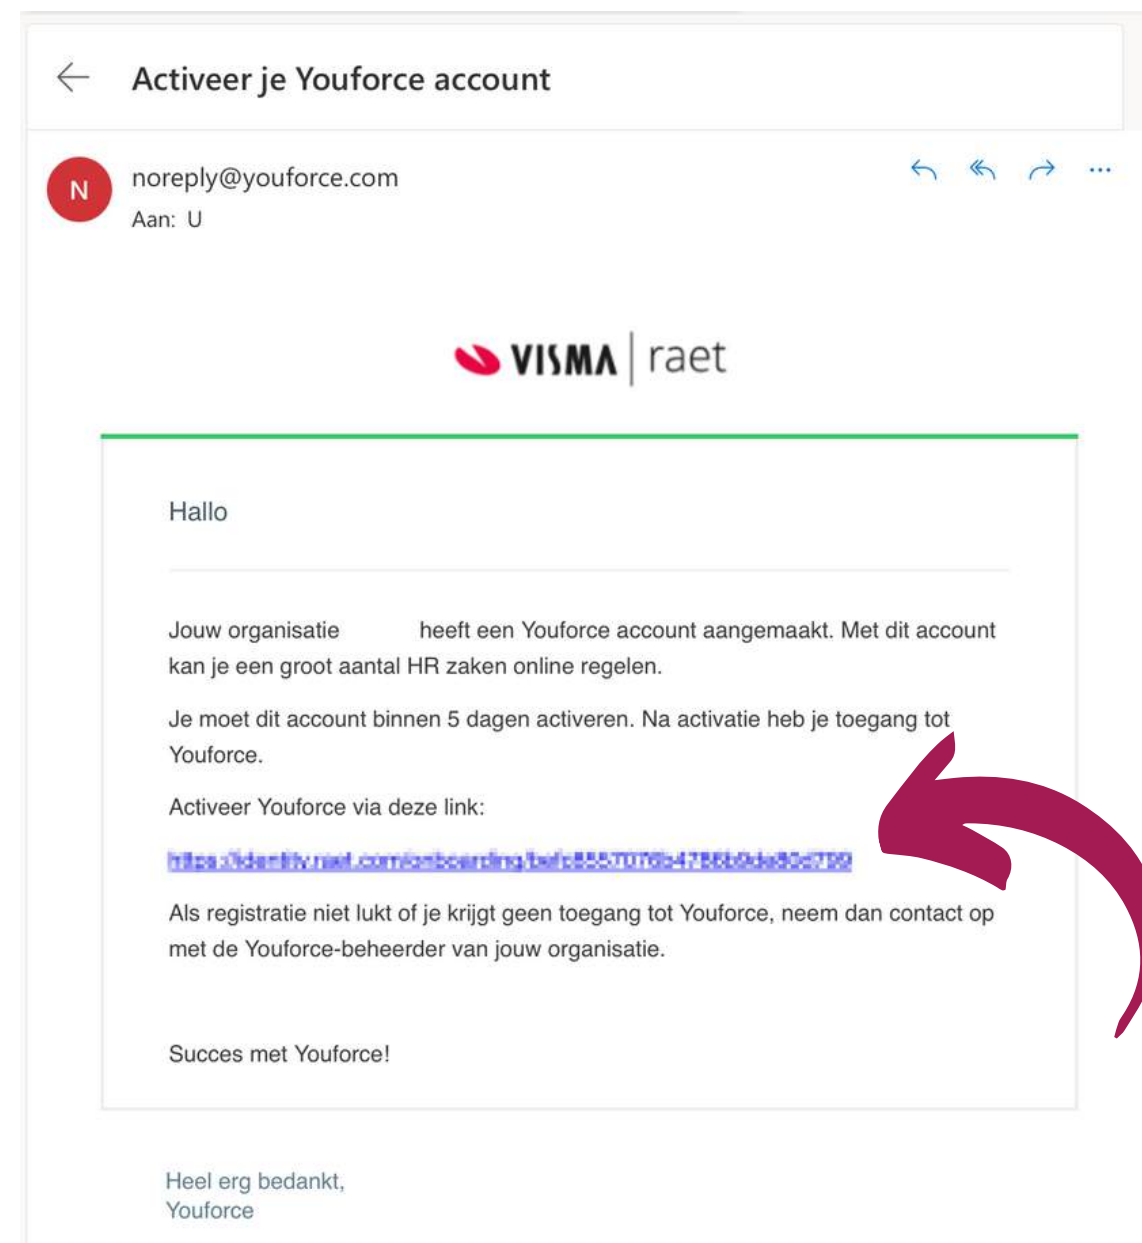 Activeer je Youforce account
N
noreply@youforce.com
Aan: U
VISMA raet
Hallo
Jouw organisatie heeft een Youforce account aangemaakt. Met dit account
kan je een groot aantal HR zaken online regelen.
Je moet dit account binnen 5 dagen activeren. Na activatie heb je toegang tot
Youforce.
Activeer Youforce via deze link:
Als registratie niet lukt of je krijgt geen toegang tot Youforce, neem dan contact op
met de Youforce-beheerder van jouw organisatie.
Succes met Youforce!
Heel erg bedankt,
Youforce